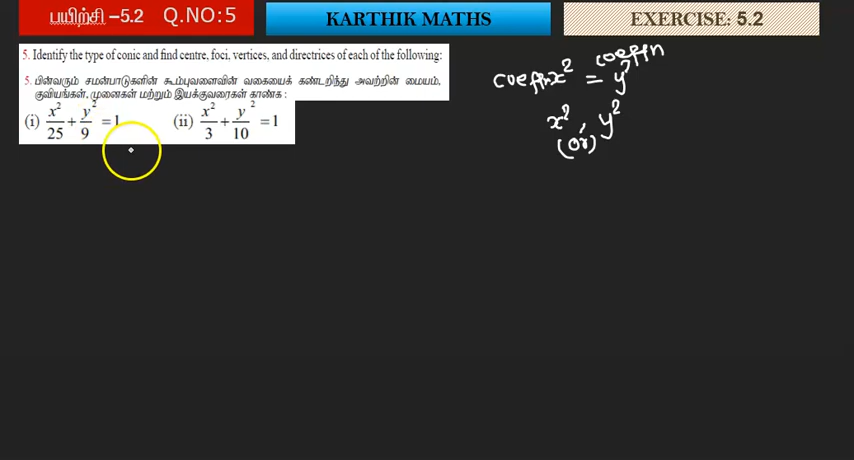 பயிற்சி –5.2 Q.NO:5
KARTHIK MATHS
EXERCISE: 5.2
5. Identify the type of conic and find centre, foci, vertices, and directrices of each of the following:
5. பின்வரும் சமன்பாடுகளின் கூம்புவளைவின் வகையைக் கண்டறிந்து அவற்றின் மையம்,
குவியங்கள், முனைகள் மற்றும் இயக்குவரைகள் காண்க :
(i) x²/25 + y²/9 = 1 (ii) x²/3 + y²/10 = 1
coeffn x² = coeffn y²
x², y²
(or)